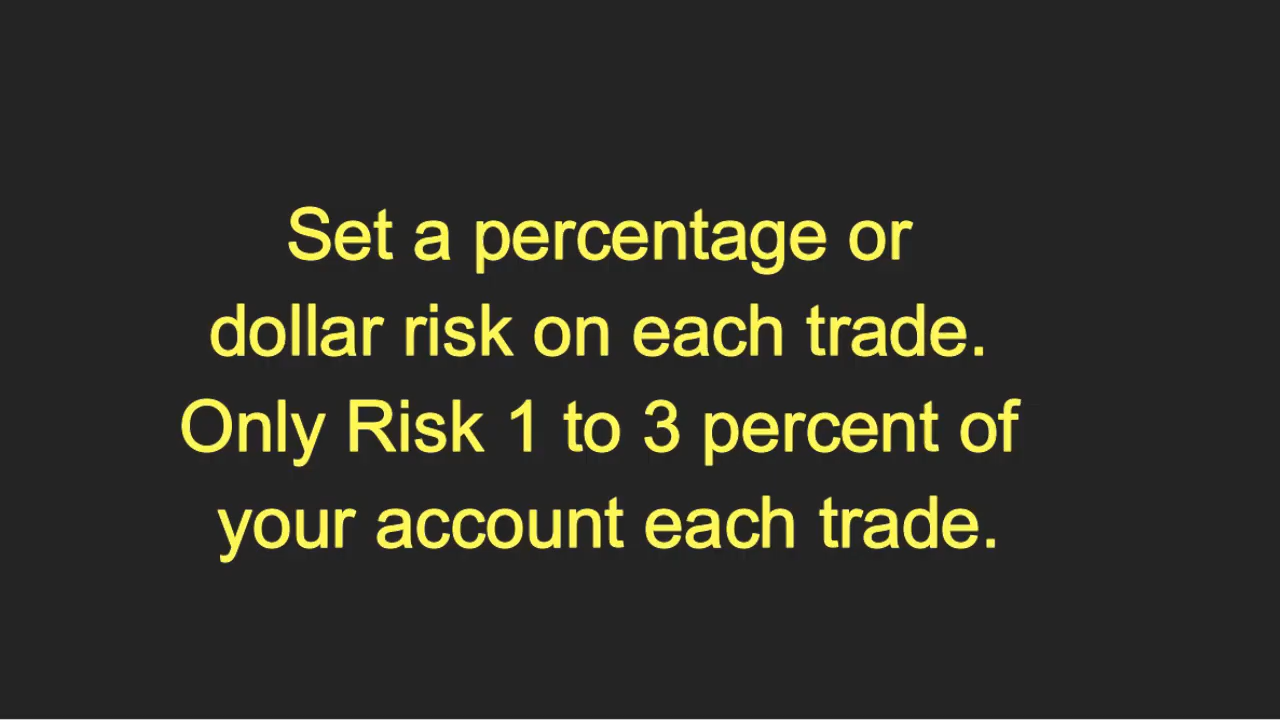 Set a percentage or
dollar risk on each trade.
Only Risk 1 to 3 percent of
your account each trade.